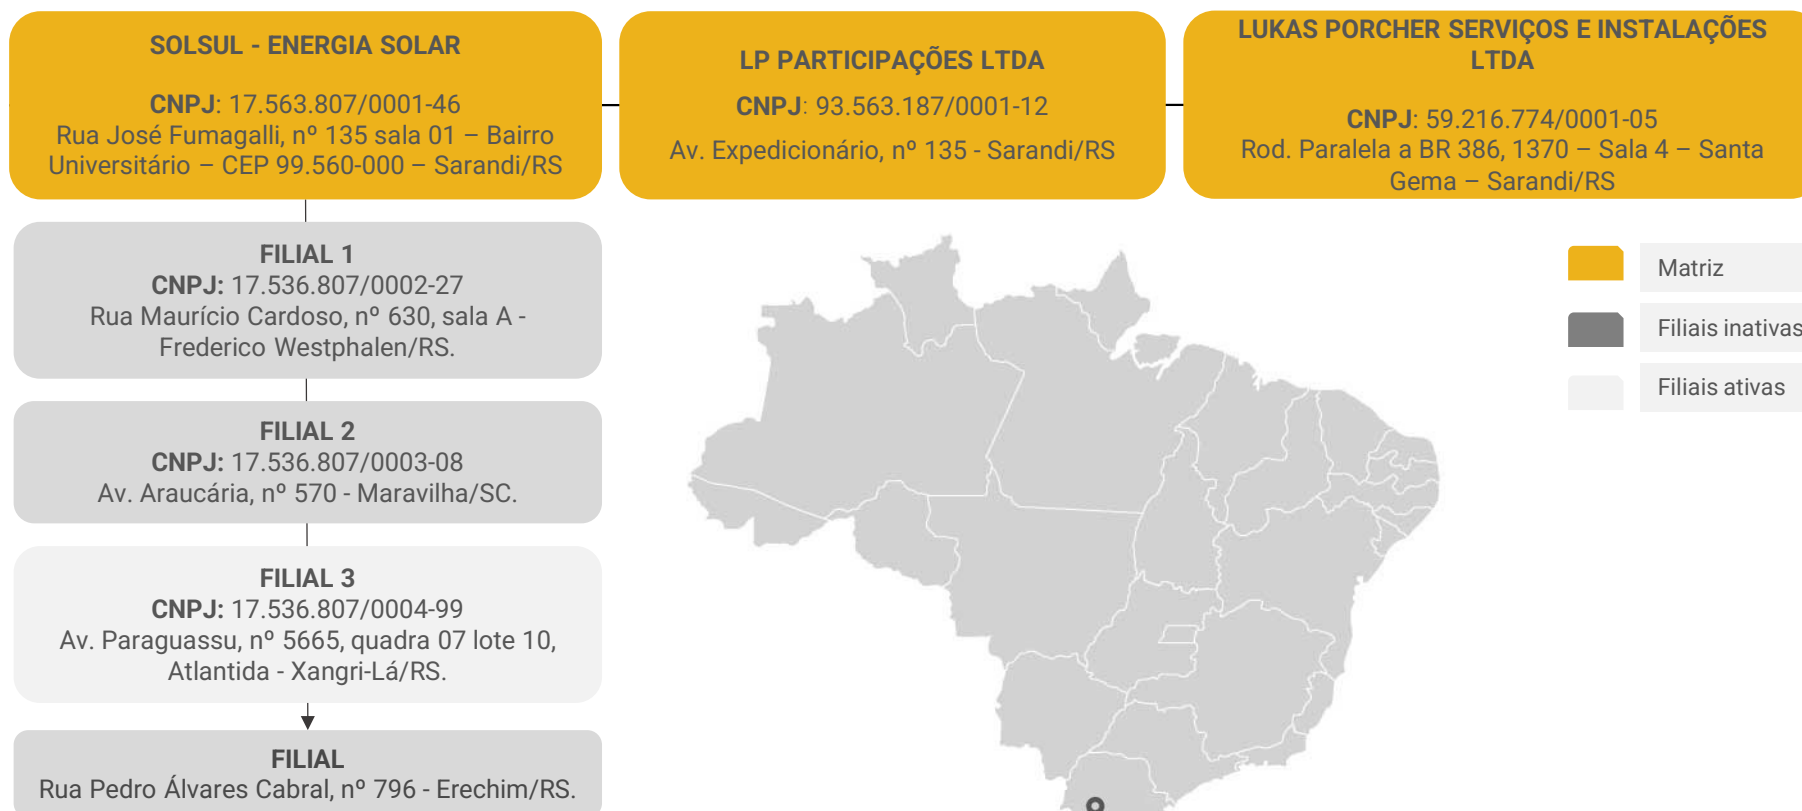 SOLSUL - ENERGIA SOLAR
CNPJ: 17.563.807/0001-46
Rua José Fumagalli, nº 135 sala 01 – Bairro
Universitário – CEP 99.560-000 – Sarandi/RS
LP PARTICIPAÇÕES LTDA
CNPJ: 93.563.187/0001-12
Av. Expedicionário, nº 135 - Sarandi/RS
LUKAS PORCHER SERVIÇOS E INSTALAÇÕES
LTDA
CNPJ: 59.216.774/0001-05
Rod. Paralela a BR 386, 1370 – Sala 4 – Santa
Gema – Sarandi/RS
FILIAL 1
CNPJ: 17.536.807/0002-27
Rua Maurício Cardoso, nº 630, sala A -
Frederico Westphalen/RS.
FILIAL 2
CNPJ: 17.536.807/0003-08
Av. Araucária, nº 570 - Maravilha/SC.
FILIAL 3
CNPJ: 17.536.807/0004-99
Av. Paraguassu, nº 5665, quadra 07 lote 10,
Atlantida - Xangri-Lá/RS.
FILIAL
Rua Pedro Álvares Cabral, nº 796 - Erechim/RS.
Matriz
Filiais inativas
Filiais ativas